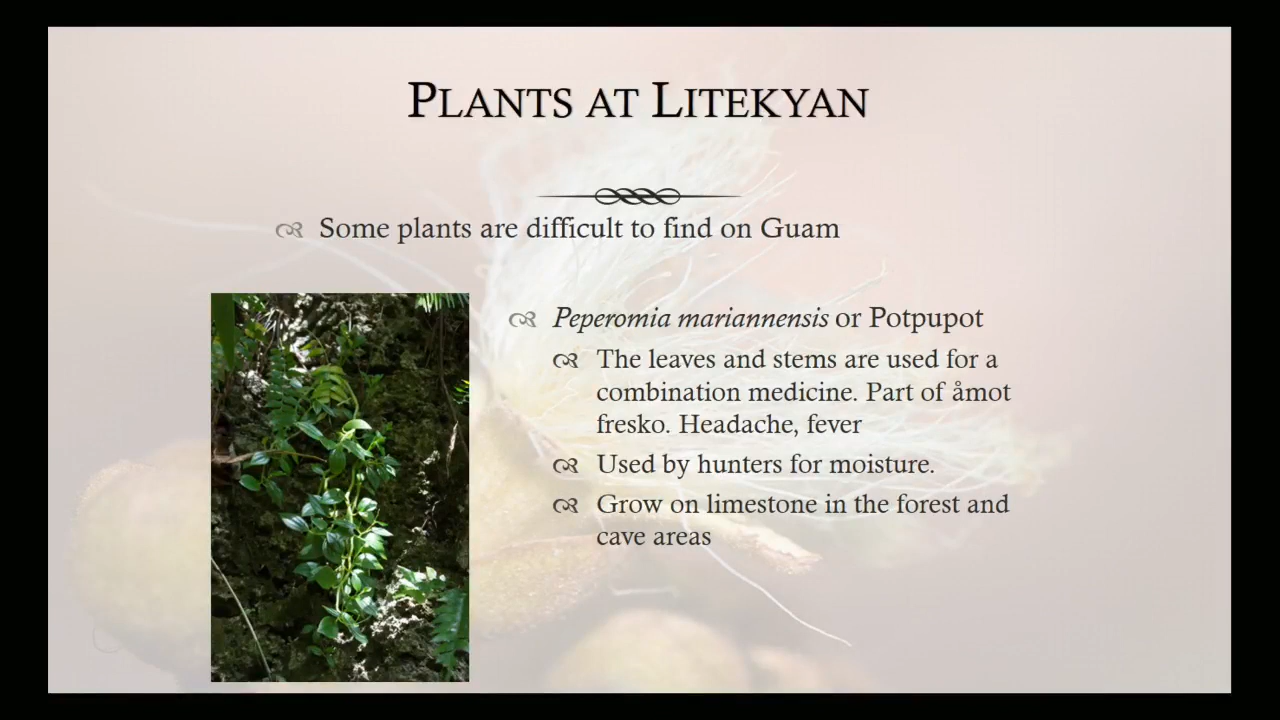 Plants at Litekyan
Some plants are difficult to find on Guam
Peperomia mariannensis or Potpupot
The leaves and stems are used for a
combination medicine. Part of åmot
fresko. Headache, fever
Used by hunters for moisture.
Grow on limestone in the forest and
cave areas